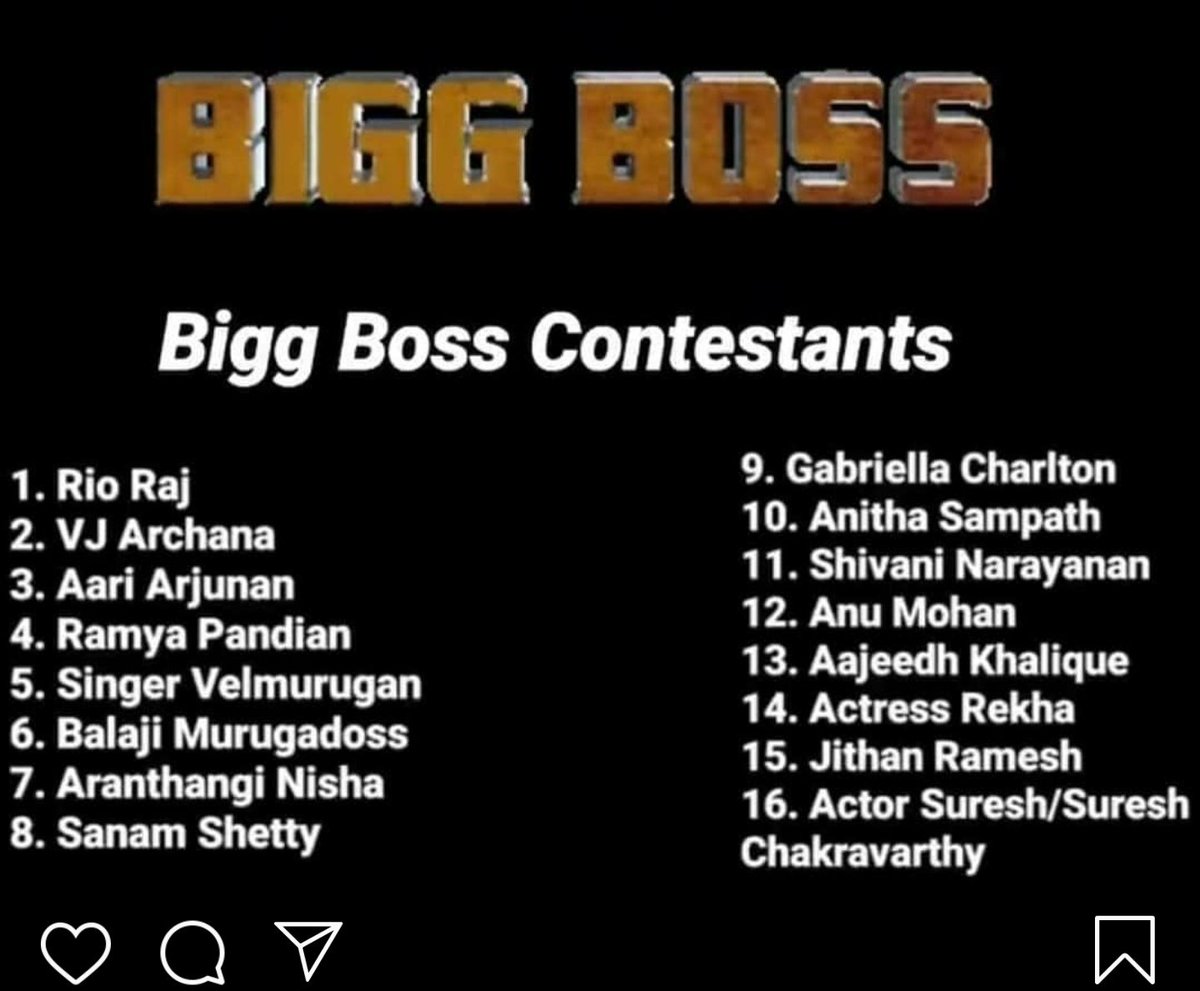 BIGG BOSS
Bigg Boss Contestants
1. Rio Raj
2. VJ Archana
3. Aari Arjunan
4. Ramya Pandian
5. Singer Velmurugan
6. Balaji Murugadoss
7. Aranthangi Nisha
8. Sanam Shetty
9. Gabriella Charlton
10. Anitha Sampath
11. Shivani Narayanan
12. Anu Mohan
13. Aajeedh Khalique
14. Actress Rekha
15. Jithan Ramesh
16. Actor Suresh/Suresh
Chakravarthy